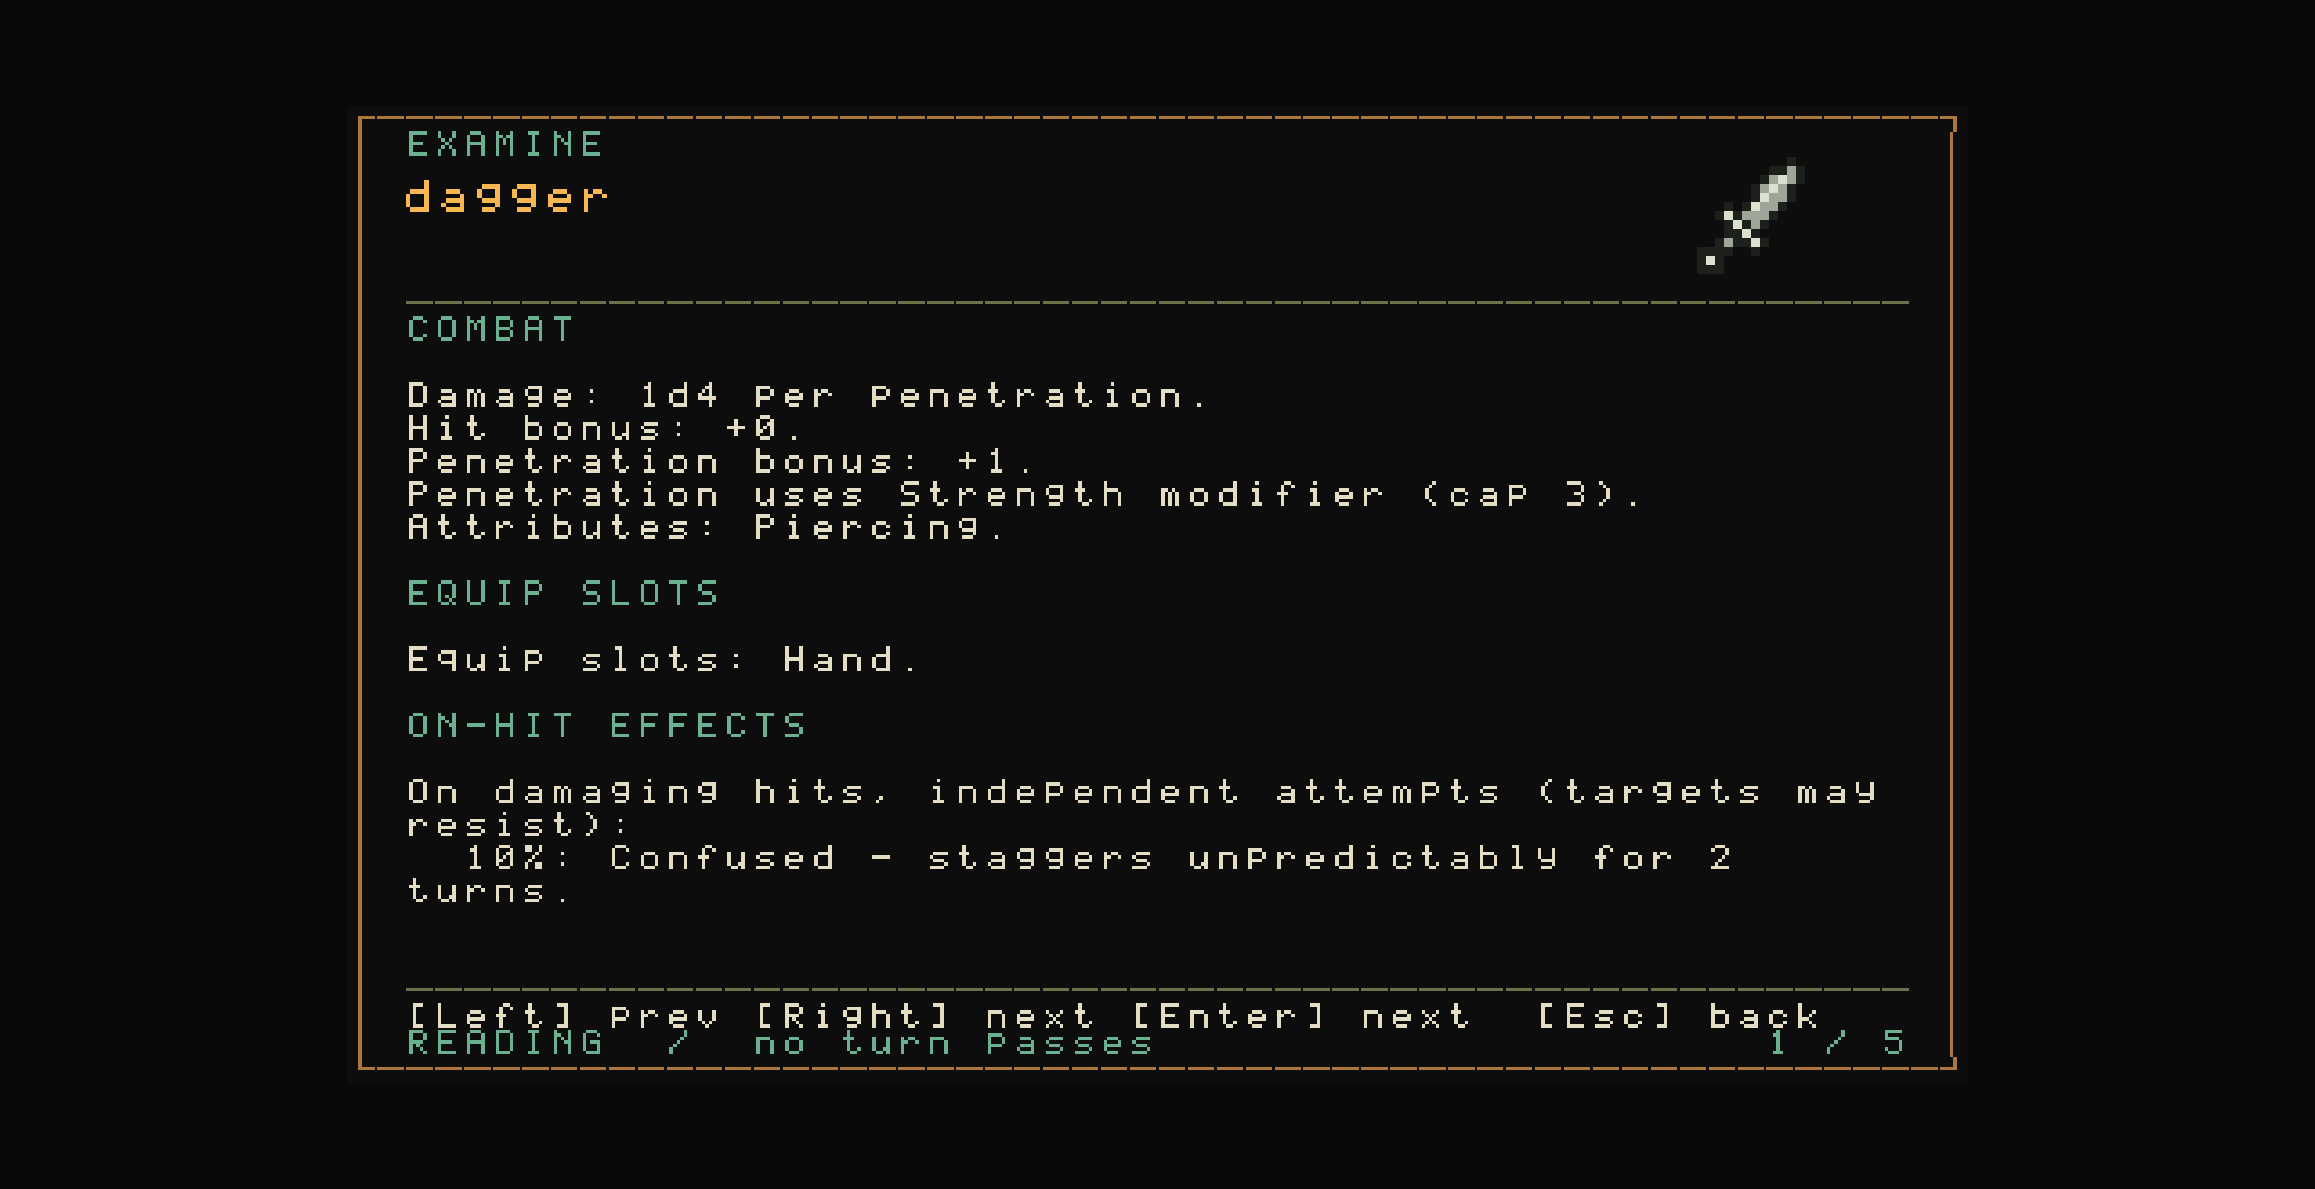 EXAMINE
dagger
COMBAT
Damage: 1d4 per penetration.
Hit bonus: +0.
Penetration bonus: +1.
Penetration uses Strength modifier (cap 3).
Attributes: Piercing.
EQUIP SLOTS
Equip slots: Hand.
ON-HIT EFFECTS
On damaging hits, independent attempts (targets may
resist):
10%: Confused - staggers unpredictably for 2
turns.
[Left] prev [Right] next [Enter] next [Esc] back
READING / no turn passes 1 / 5